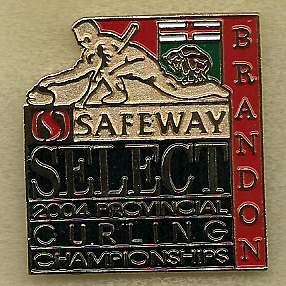 SAFEWAY
SELECT
2004 PROVINCIAL
CURLING
CHAMPIONSHIPS
BRANDON